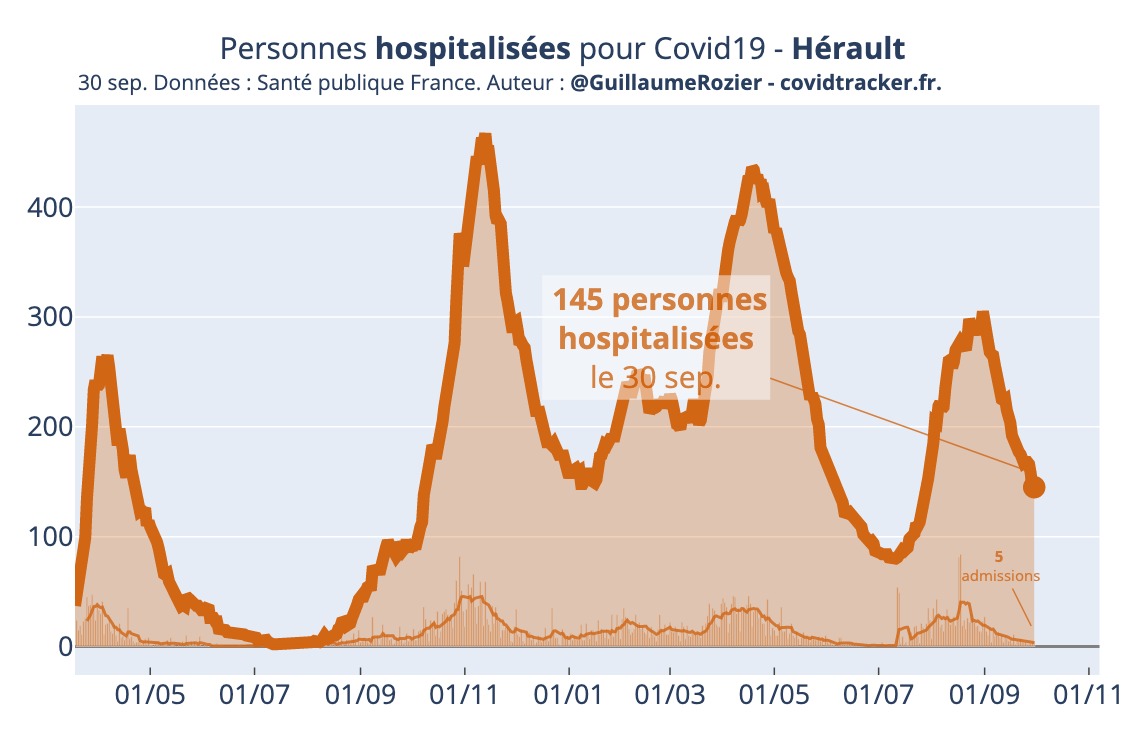 Personnes hospitalisées pour Covid19 - Hérault
30 sep. Données : Santé publique France. Auteur : @GuillaumeRozier - covidtracker.fr.
400
300
200
100
0
145 personnes
hospitalisées
le 30 sep.
5
admissions
01/05
01/07
01/09
01/11
01/01
01/03
01/05
01/07
01/09
01/11